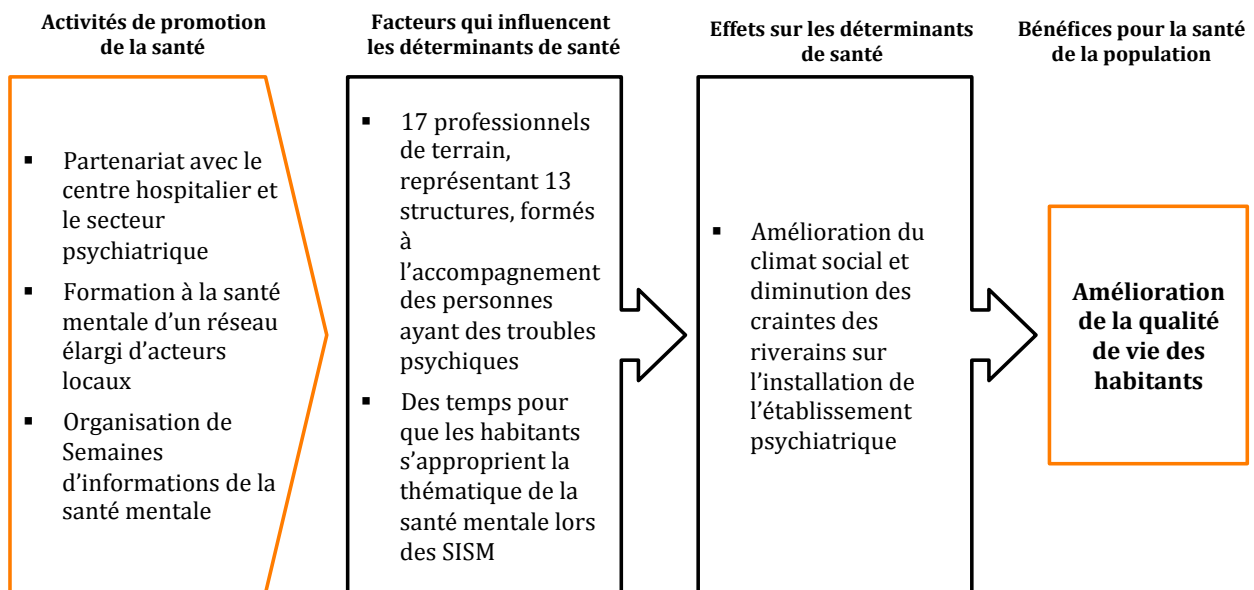 Activités de promotion
de la santé
Facteurs qui influencent
les déterminants de santé
Effets sur les déterminants
de santé
Bénéfices pour la santé
de la population
▪ Partenariat avec le
centre hospitalier et
le secteur
psychiatrique
▪ Formation à la santé
mentale d’un réseau
élargi d’acteurs
locaux
▪ Organisation de
Semaines
d’informations de la
santé mentale
▪ 17 professionnels
de terrain,
représentant 13
structures, formés
à
l’accompagnement
des personnes
ayant des troubles
psychiques
▪ Des temps pour
que les habitants
s’approprient la
thématique de la
santé mentale lors
des SISM
▪ Amélioration du
climat social et
diminution des
craintes des
riverains sur
l’installation de
l’établissement
psychiatrique
Amélioration
de la qualité
de vie des
habitants